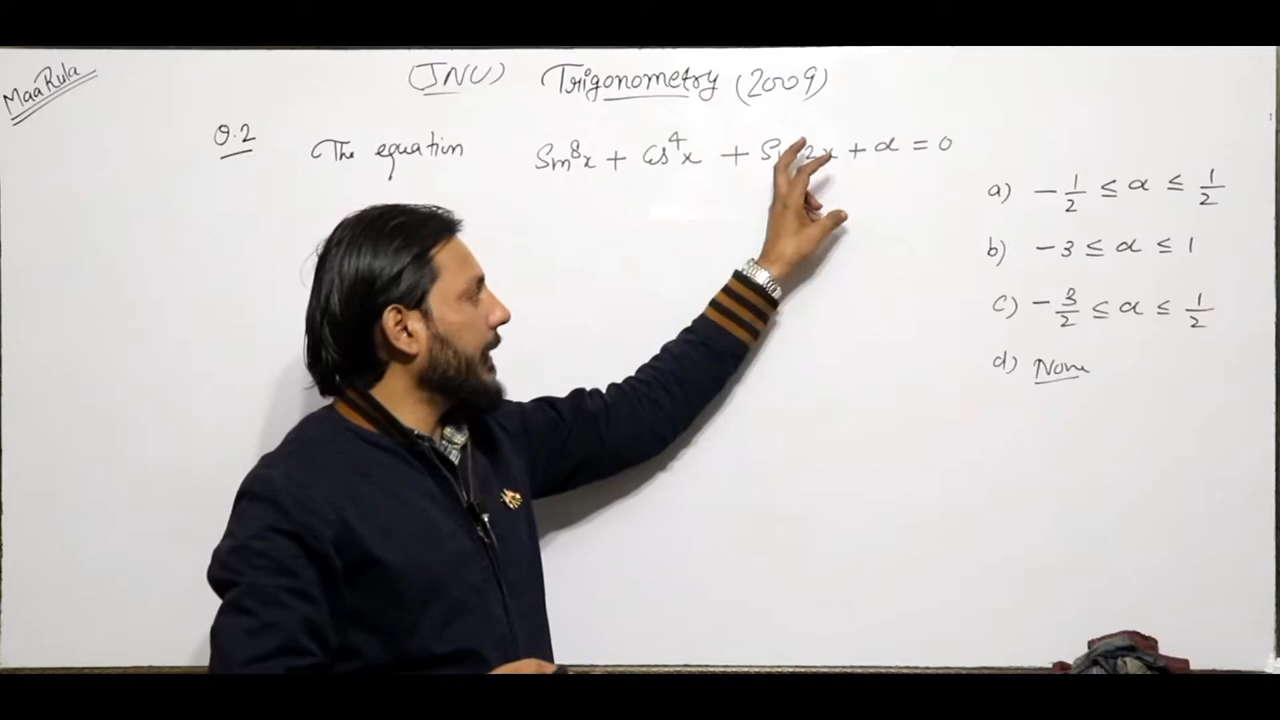 MaaRula
(JNU) Trigonometry (2009)
Q.2 The equation Sin⁸x + Cos⁴x + 2x + α = 0
a) -1/2 ≤ α ≤ 1/2
b) -3 ≤ α ≤ 1
c) -3/2 ≤ α ≤ 1/2
d) None